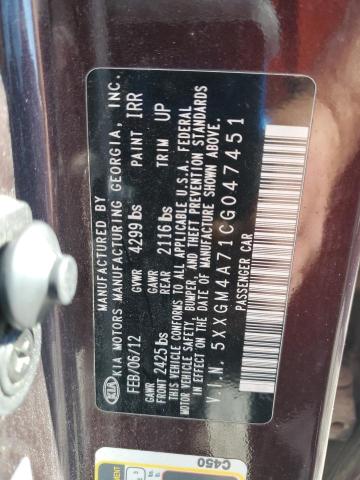 MANUFACTURED BY
KIA KIA MOTORS MANUFACTURING GEORGIA, INC.
FEB/06/12 GVWR 4299 lbs PAINT IRR
GAWR FRONT 2425 lbs GAWR REAR 2116 lbs TRIM UP
THIS VEHICLE CONFORMS TO ALL APPLICABLE U.S.A. FEDERAL
MOTOR VEHICLE SAFETY, BUMPER, AND THEFT PREVENTION STANDARDS
IN EFFECT ON THE DATE OF MANUFACTURE SHOWN ABOVE.
V.I.N. 5XXGM4A71CG047451
PASSENGER CAR
C450